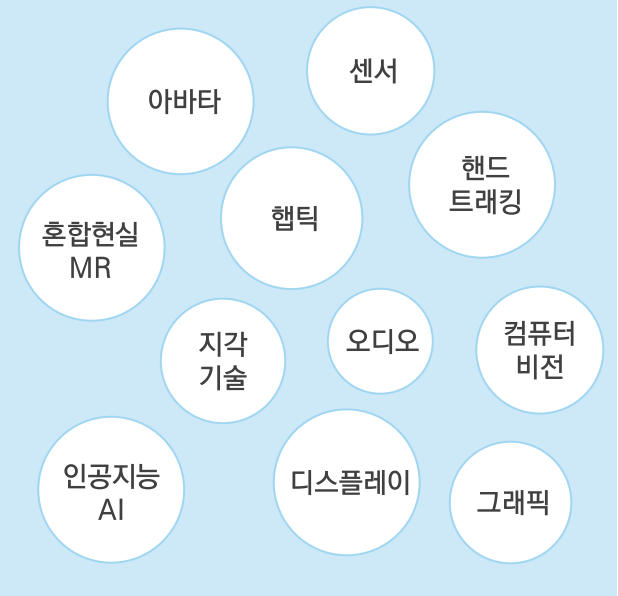 아바타
센서
핸드
트래킹
햅틱
혼합현실
MR
지각
기술
오디오
컴퓨터
비전
인공지능
AI
디스플레이
그래픽